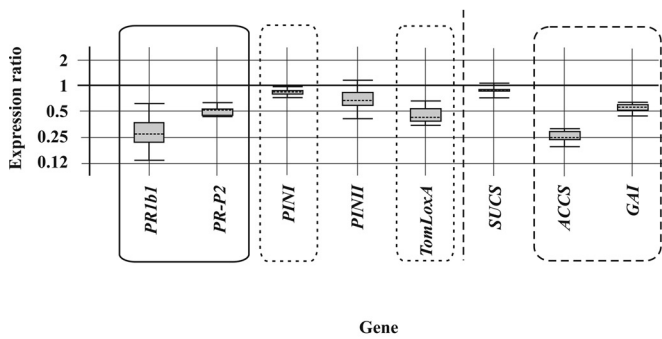 Expression ratio
2
1
0.5
0.25
0.12
PR1b1
PR-P2
PINI
PINII
TomLoxA
SUCS
ACCS
GAI
Gene